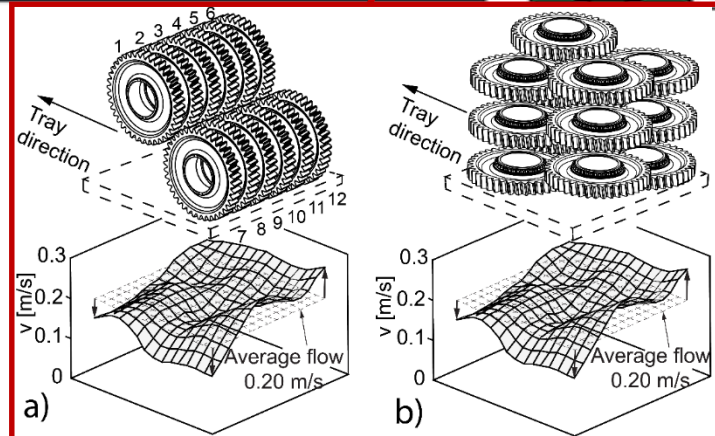 1 2 3 4 5 6
Tray
direction
7 8 9 10 11 12
0.3
0.2
0.1
0
v [m/s]
Average flow
0.20 m/s
a)
Tray
direction
0.3
0.2
0.1
0
v [m/s]
Average flow
0.20 m/s
b)